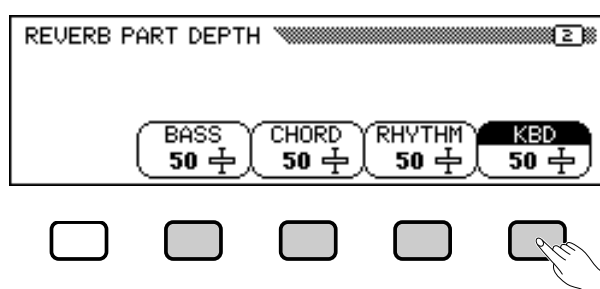 REVERB PART DEPTH 2
BASS CHORD RHYTHM KBD
50 50 50 50